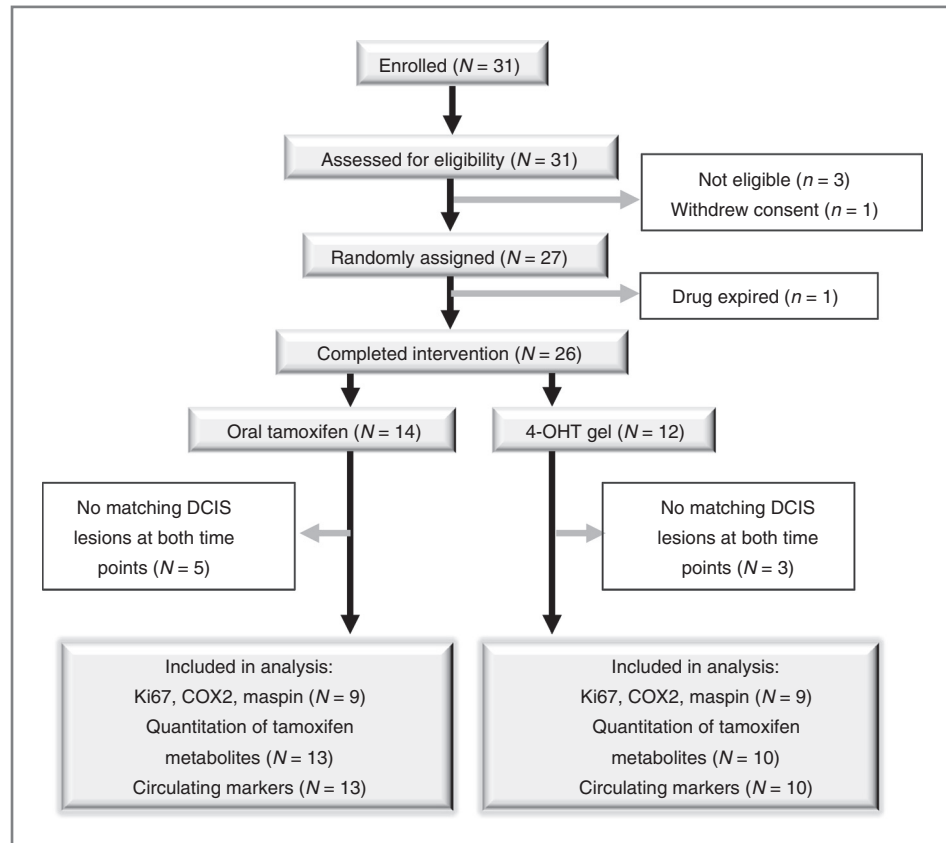 Enrolled (N = 31)
Assessed for eligibility (N = 31)
Not eligible (n = 3)
Withdrew consent (n = 1)
Randomly assigned (N = 27)
Drug expired (n = 1)
Completed intervention (N = 26)
Oral tamoxifen (N = 14)
4-OHT gel (N = 12)
No matching DCIS
lesions at both time
points (N = 5)
No matching DCIS
lesions at both time
points (N = 3)
Included in analysis:
Ki67, COX2, maspin (N = 9)
Quantitation of tamoxifen
metabolites (N = 13)
Circulating markers (N = 13)
Included in analysis:
Ki67, COX2, maspin (N = 9)
Quantitation of tamoxifen
metabolites (N = 10)
Circulating markers (N = 10)